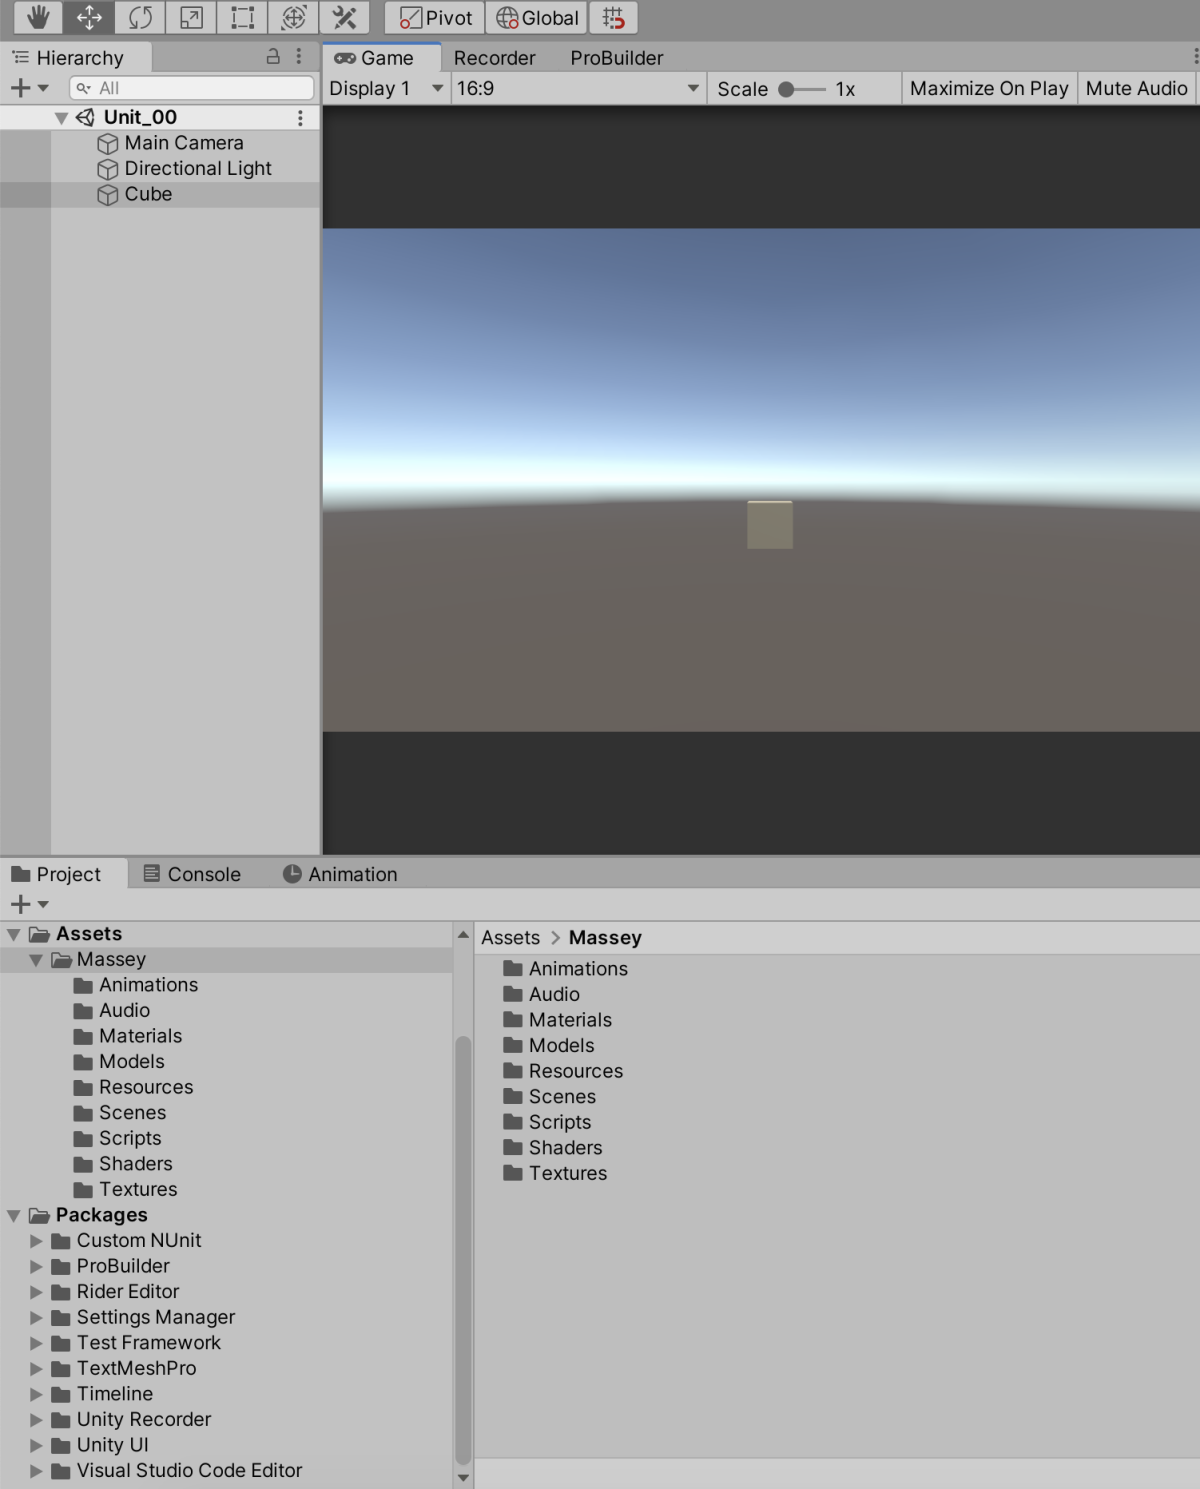 Pivot Global
Hierarchy
Game Recorder ProBuilder
All
Display 1 16:9 Scale 1x Maximize On Play Mute Audio
Unit_00
Main Camera
Directional Light
Cube
Project Console Animation
Assets
Massey
Animations
Audio
Materials
Models
Resources
Scenes
Scripts
Shaders
Textures
Packages
Custom NUnit
ProBuilder
Rider Editor
Settings Manager
Test Framework
TextMeshPro
Timeline
Unity Recorder
Unity UI
Visual Studio Code Editor
Assets > Massey
Animations
Audio
Materials
Models
Resources
Scenes
Scripts
Shaders
Textures